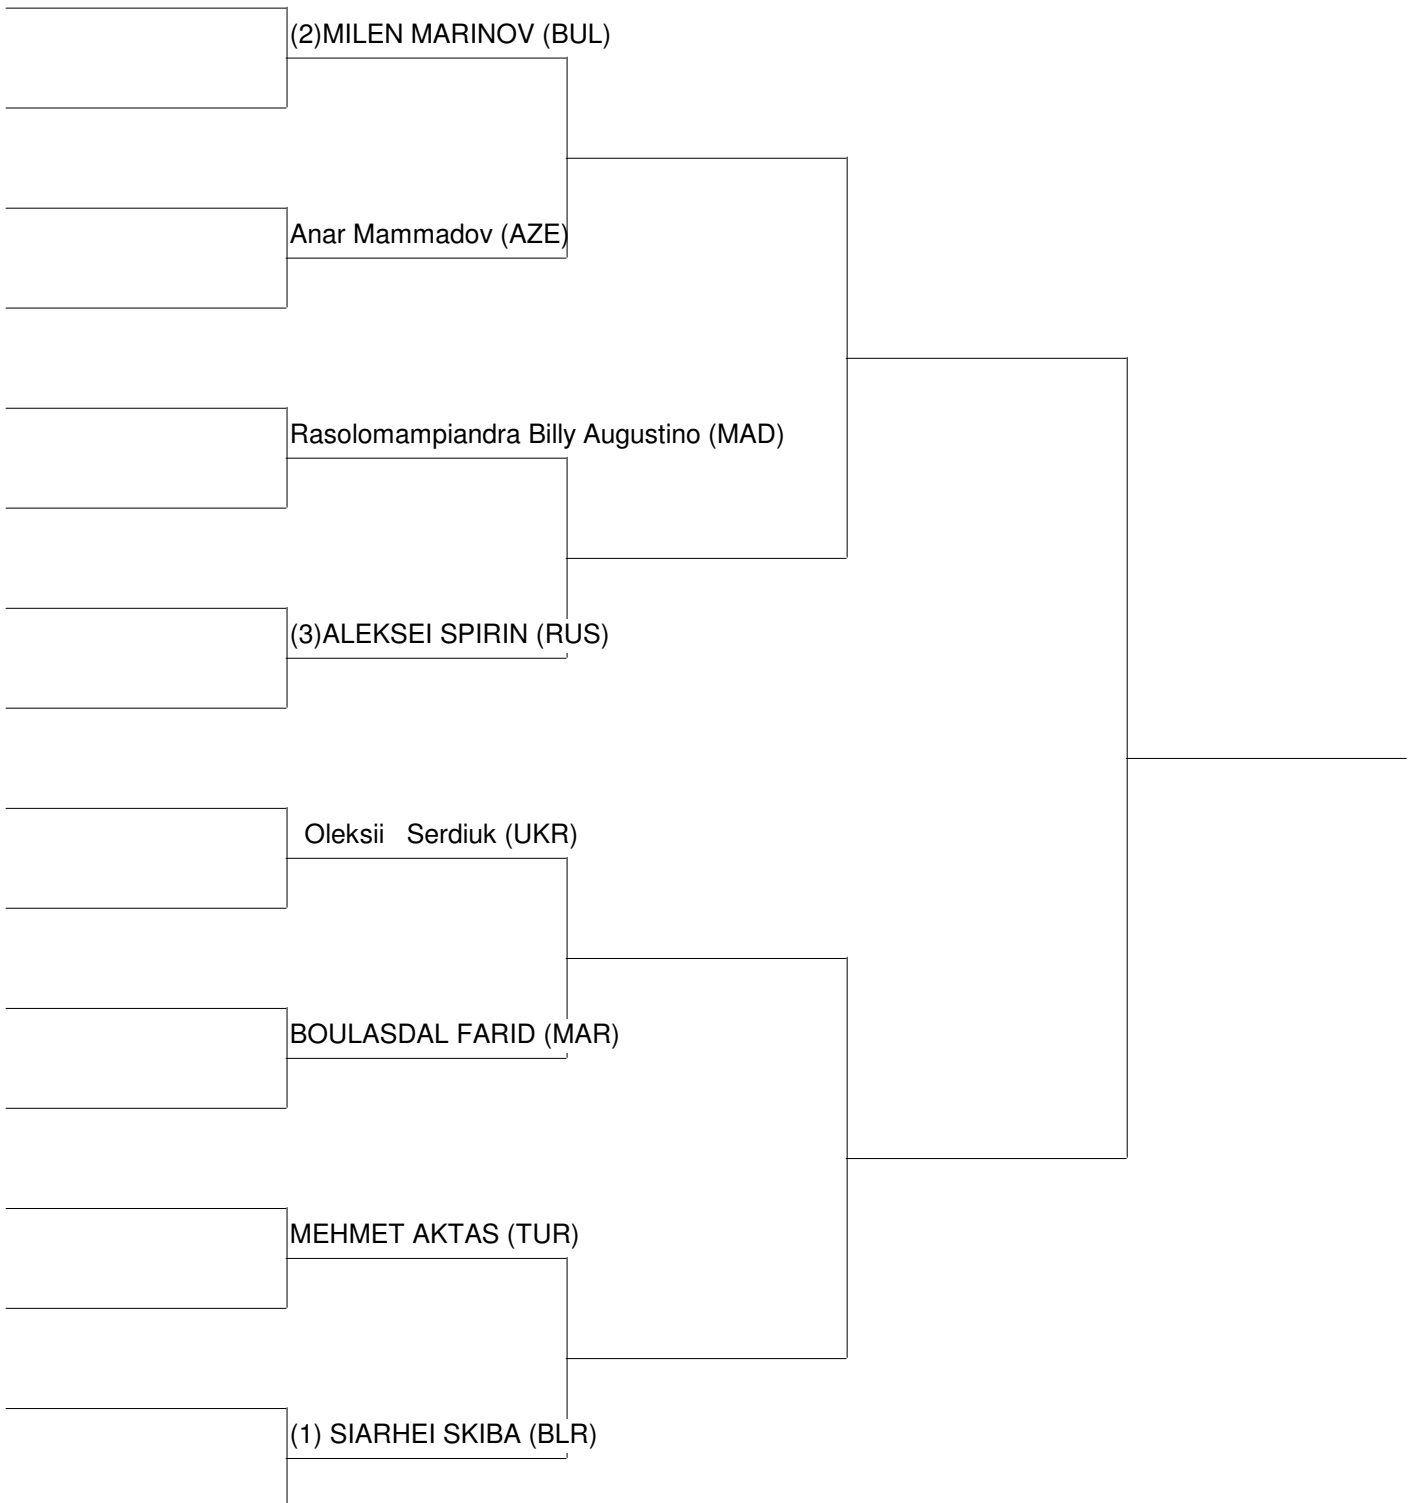 (2)MILEN MARINOV (BUL)
Anar Mammadov (AZE)
Rasolomampiandra Billy Augustino (MAD)
(3)ALEKSEI SPIRIN (RUS)
Oleksii Serdiuk (UKR)
BOULASDAL FARID (MAR)
MEHMET AKTAS (TUR)
(1) SIARHEI SKIBA (BLR)